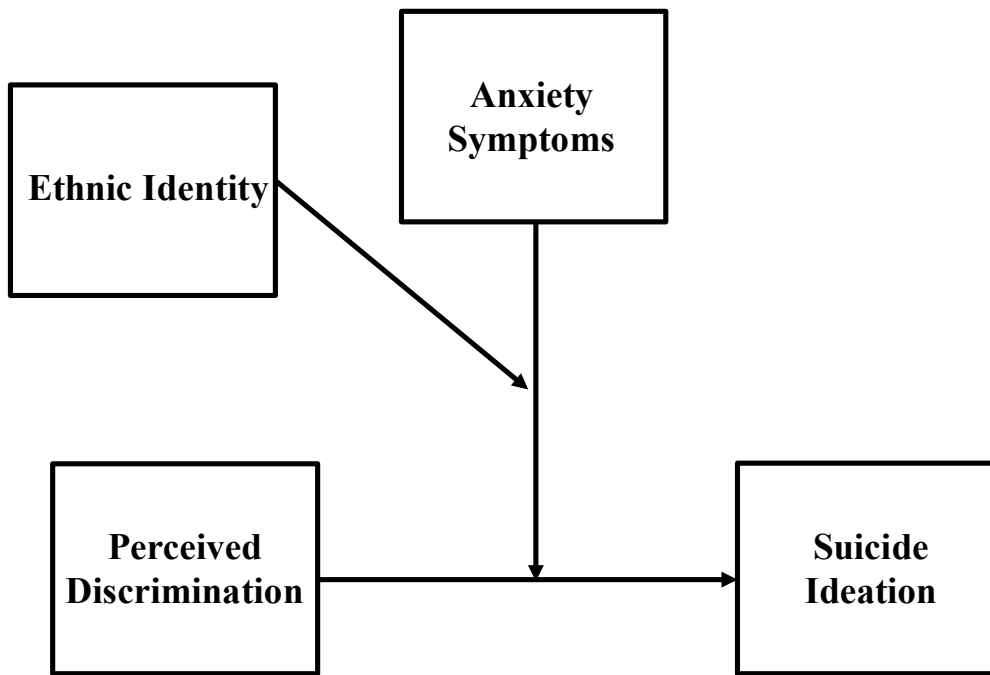 Anxiety
Symptoms
Ethnic Identity
Perceived
Discrimination
Suicide
Ideation